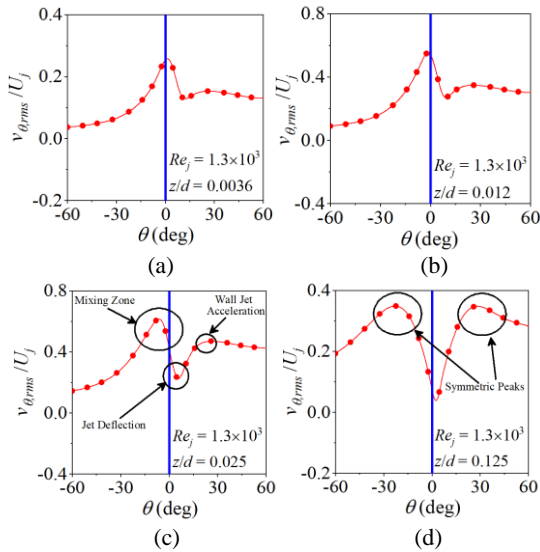 0.4
0.2
0.0
-0.2
-60
-30
0
30
60
v_θ,rms /U_j
Re_j = 1.3×10^3
z/d = 0.0036
θ (deg)
(a)
0.8
0.4
0.0
-0.4
-60
-30
0
30
60
v_θ,rms /U_j
Re_j = 1.3×10^3
z/d = 0.012
θ (deg)
(b)
0.8
0.4
0.0
-0.4
-60
-30
0
30
60
v_θ,rms /U_j
Mixing Zone
Wall Jet
Acceleration
Jet Deflection
Re_j = 1.3×10^3
z/d = 0.025
θ (deg)
(c)
0.4
0.2
0.0
-0.2
-60
-30
0
30
60
v_θ,rms /U_j
Symmetric Peaks
Re_j = 1.3×10^3
z/d = 0.125
θ (deg)
(d)